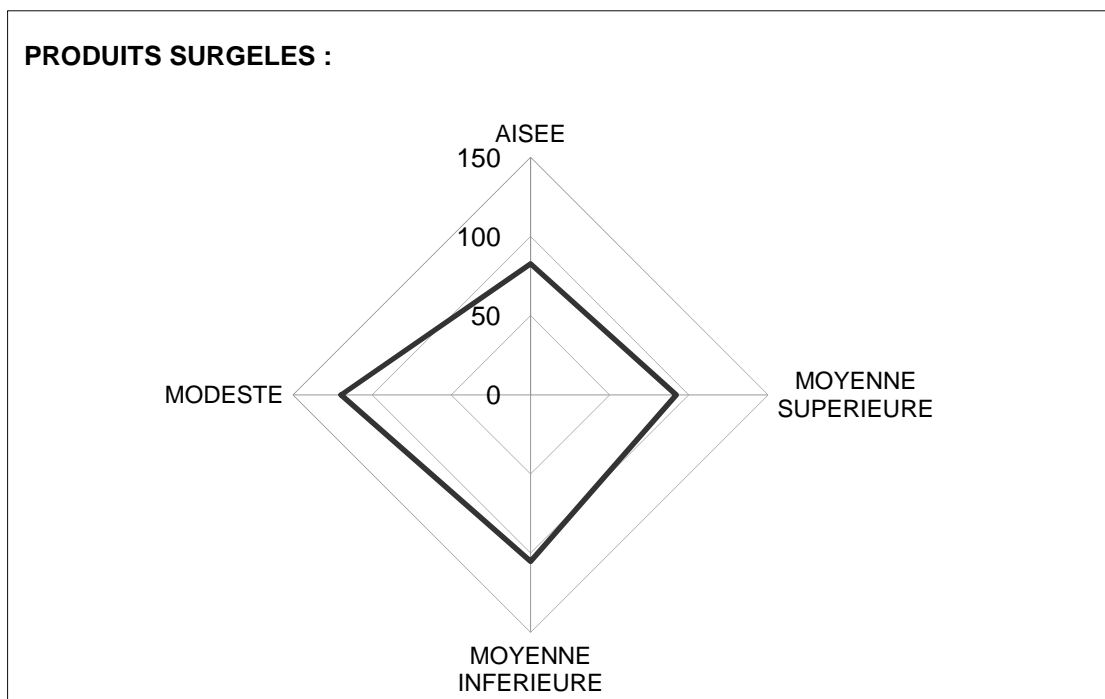 PRODUITS SURGELES :
AISEE
150
100
50
0
MODESTE
MOYENNE
SUPERIEURE
MOYENNE
INFERIEURE